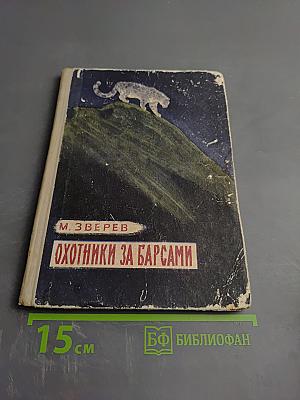 М. ЗВЕРЕВ
ОХОТНИКИ ЗА БАРСАМИ
15 см
БФ БИБЛИОФАН